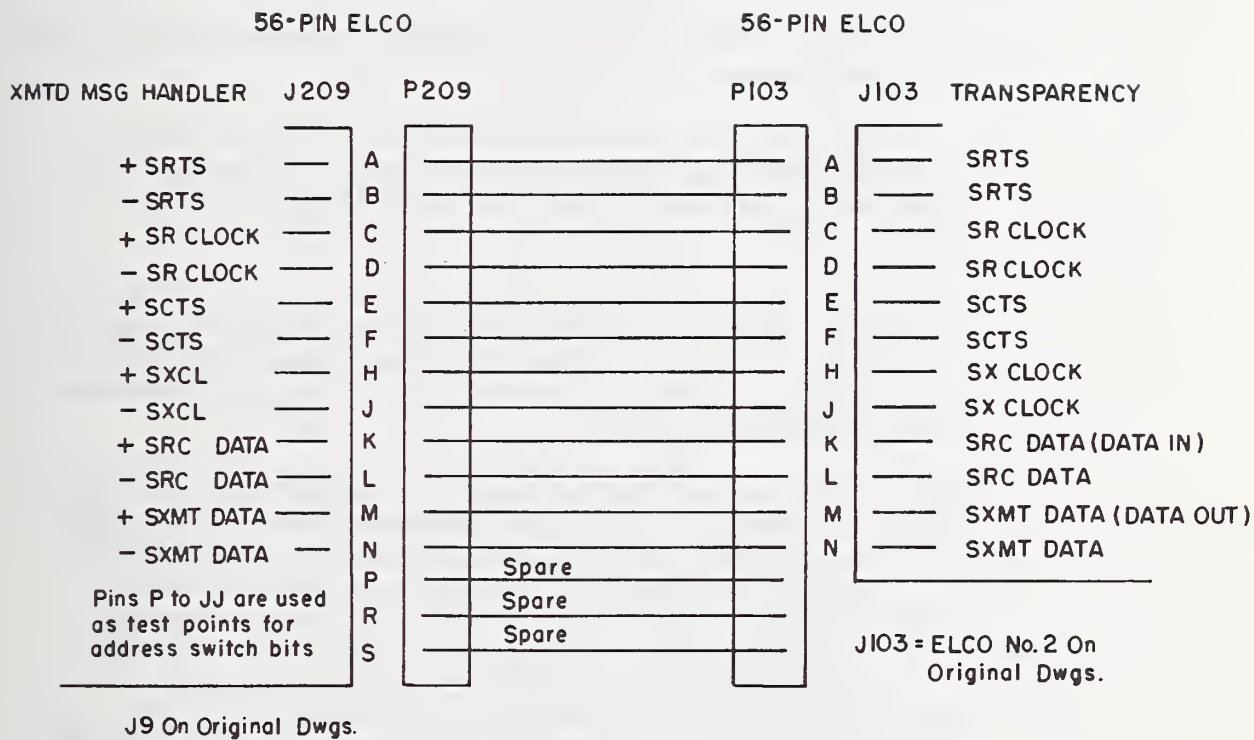 56-PIN ELCO 56-PIN ELCO
XMTD MSG HANDLER J209 P209 P103 J103 TRANSPARENCY
+ SRTS A A SRTS
- SRTS B B SRTS
+ SR CLOCK C C SR CLOCK
- SR CLOCK D D SR CLOCK
+ SCTS E E SCTS
- SCTS F F SCTS
+ SXCL H H SX CLOCK
- SXCL J J SX CLOCK
+ SRC DATA K K SRC DATA (DATA IN)
- SRC DATA L L SRC DATA
+ SXMT DATA M M SXMT DATA (DATA OUT)
- SXMT DATA N N SXMT DATA
P Spare
R Spare
S Spare
Pins P to JJ are used
as test points for
address switch bits
J103 = ELCO No. 2 On
Original Dwgs.
J9 On Original Dwgs.